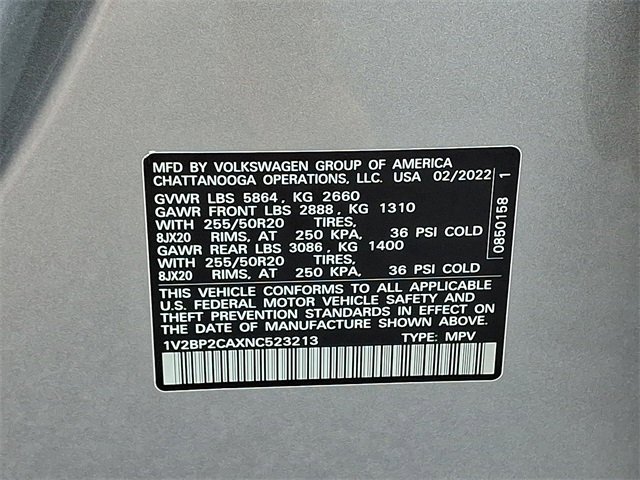 MFD BY VOLKSWAGEN GROUP OF AMERICA
CHATTANOOGA OPERATIONS, LLC. USA 02/2022
GVWR LBS 5864, KG 2660
GAWR FRONT LBS 2888, KG 1310
WITH 255/50R20 TIRES,
8JX20 RIMS, AT 250 KPA, 36 PSI COLD
GAWR REAR LBS 3086, KG 1400
WITH 255/50R20 TIRES,
8JX20 RIMS, AT 250 KPA, 36 PSI COLD
THIS VEHICLE CONFORMS TO ALL APPLICABLE
U.S. FEDERAL MOTOR VEHICLE SAFETY AND
THEFT PREVENTION STANDARDS IN EFFECT ON
THE DATE OF MANUFACTURE SHOWN ABOVE.
1V2BP2CAXNC523213 TYPE: MPV
0850158 1